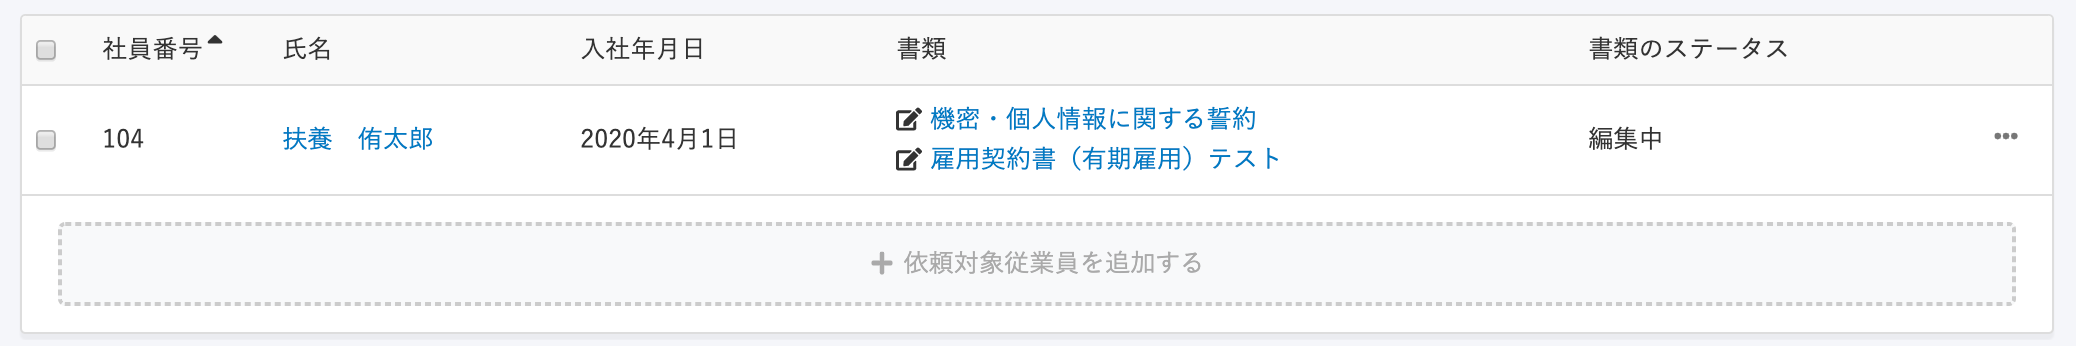 社員番号 氏名 入社年月日 書類 書類のステータス
104 扶養　侑太郎 2020年4月1日 機密・個人情報に関する誓約 編集中
雇用契約書（有期雇用）テスト
依頼対象従業員を追加する